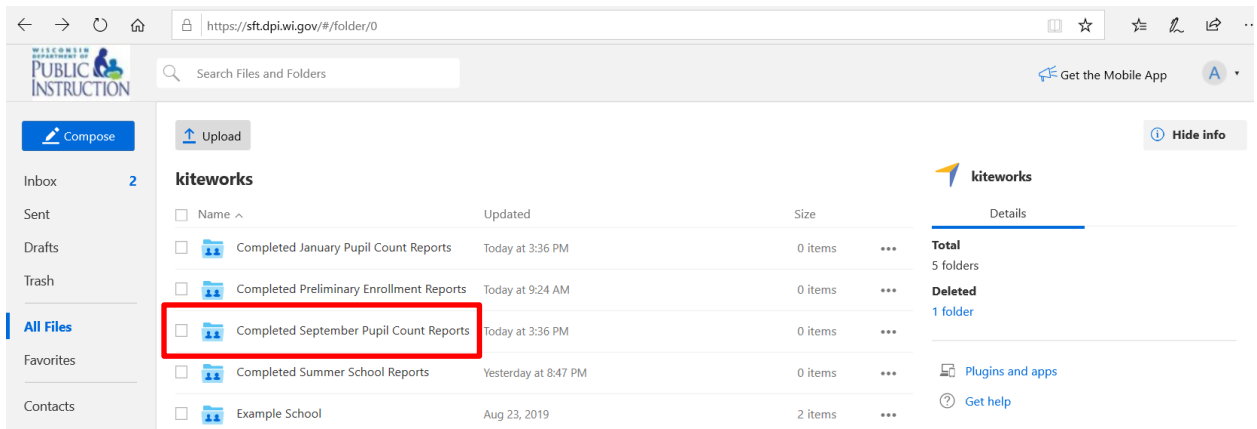 https://sft.dpi.wi.gov/#/folder/0
WISCONSIN
DEPARTMENT OF
PUBLIC
INSTRUCTION
Search Files and Folders
Get the Mobile App
A
Compose
Upload
Hide info
Inbox 2
Sent
Drafts
Trash
All Files
Favorites
Contacts
kiteworks
Name Updated Size
Completed January Pupil Count Reports Today at 3:36 PM 0 items
Completed Preliminary Enrollment Reports Today at 9:24 AM 0 items
Completed September Pupil Count Reports Today at 3:36 PM 0 items
Completed Summer School Reports Yesterday at 8:47 PM 0 items
Example School Aug 23, 2019 2 items
kiteworks
Details
Total
5 folders
Deleted
1 folder
Plugins and apps
Get help